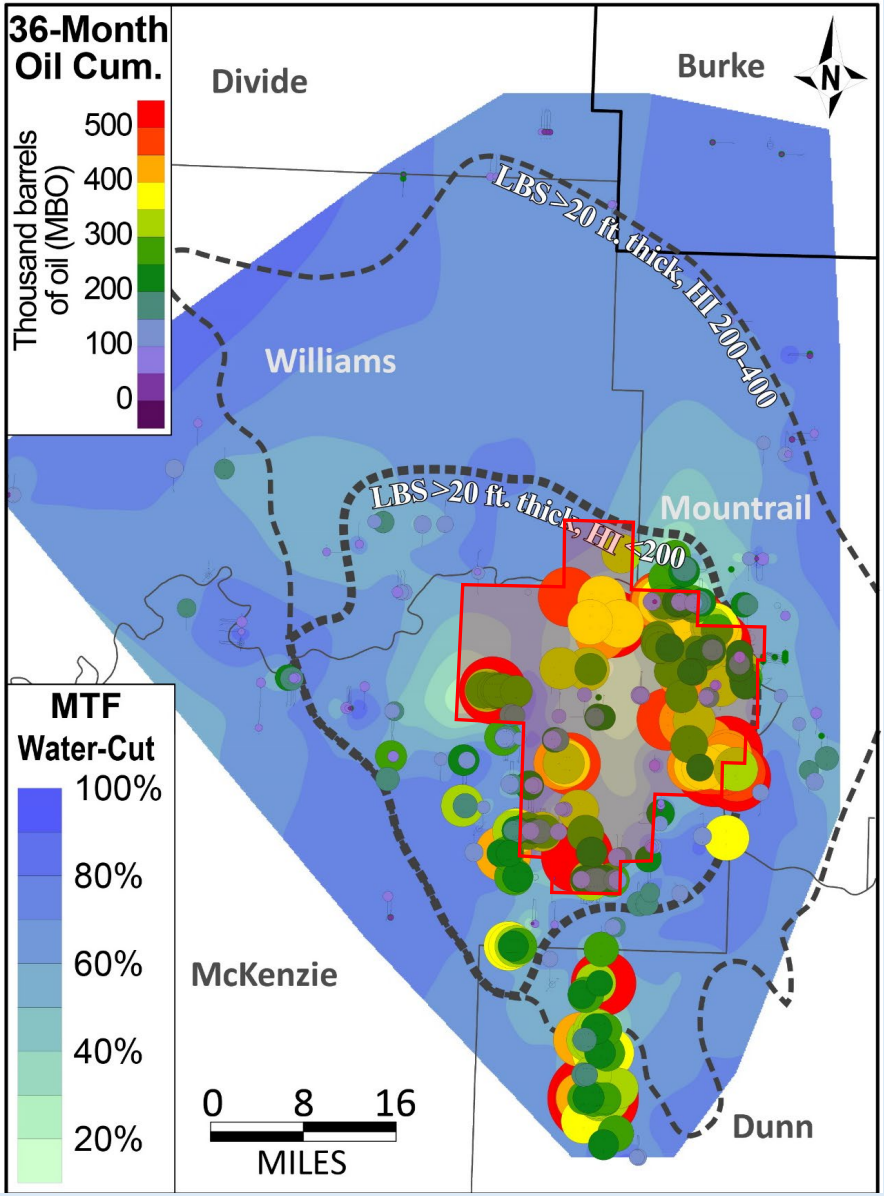 36-Month
Oil Cum.
Thousand barrels
of oil (MBO)
500
400
300
200
100
0
Divide
Burke
N
LBS >20 ft. thick, HI 200-400
Williams
LBS >20 ft. thick, HI <200
Mountrail
MTF
Water-Cut
100%
80%
60%
40%
20%
McKenzie
0 8 16
MILES
Dunn